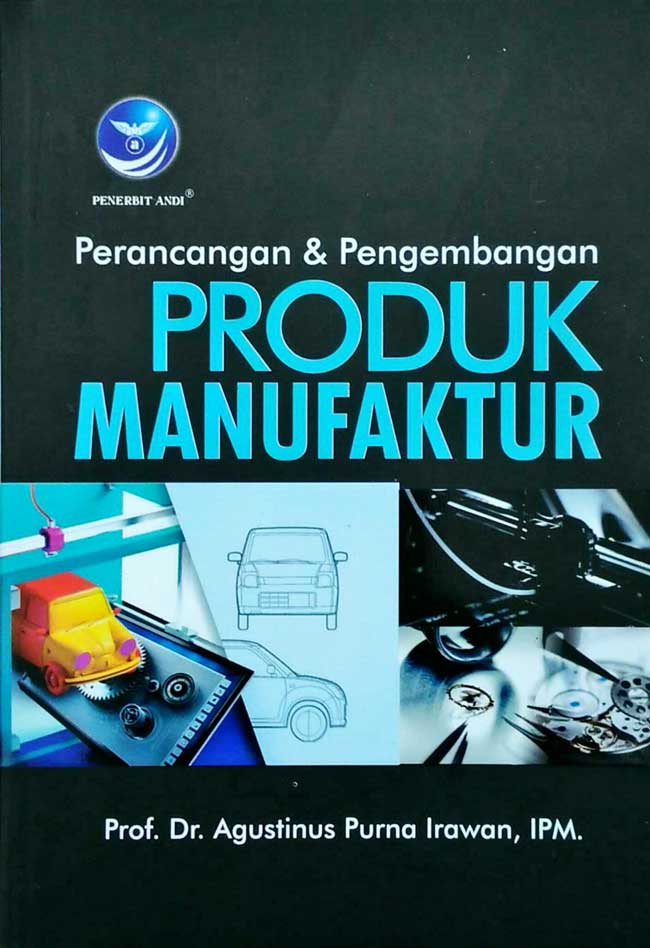 a
PENERBIT ANDI®
Perancangan & Pengembangan
PRODUK
MANUFAKTUR
Prof. Dr. Agustinus Purna Irawan, IPM.